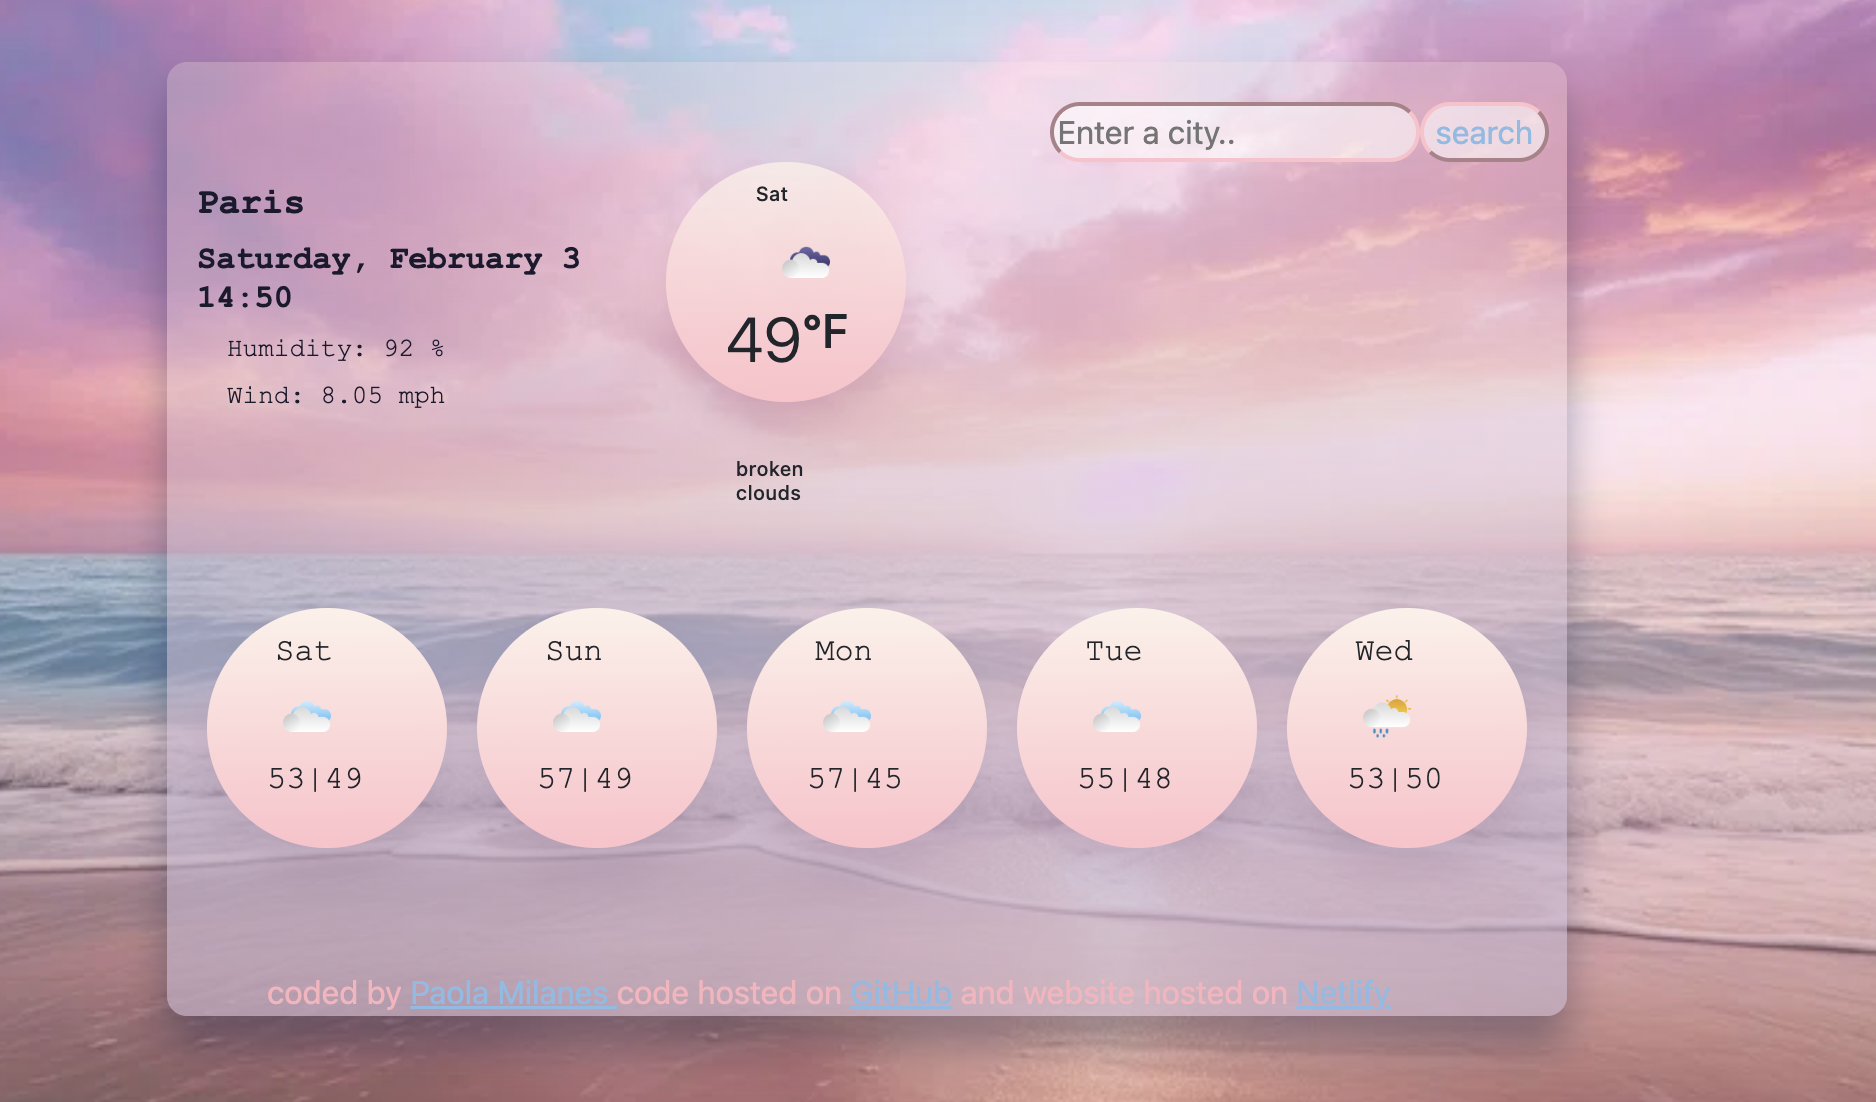 Enter a city..
search
Paris
Saturday, February 3
14:50
Humidity: 92 %
Wind: 8.05 mph
Sat
49°F
broken
clouds
Sat
53|49
Sun
57|49
Mon
57|45
Tue
55|48
Wed
53|50
coded by Paola Milanes code hosted on GitHub and website hosted on Netlify